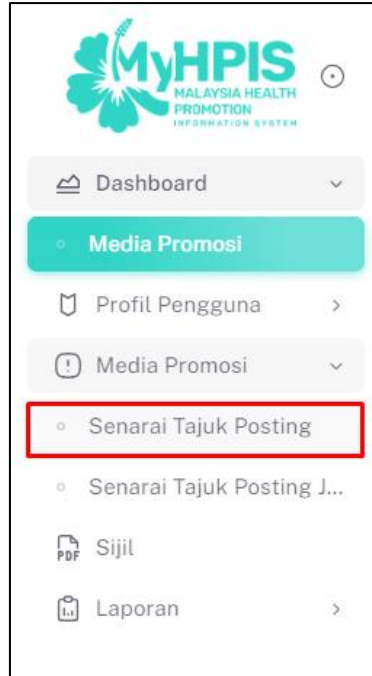 MyHPIS
MALAYSIA HEALTH
PROMOTION
INFORMATION SYSTEM
Dashboard
Media Promosi
Profil Pengguna
Media Promosi
Senarai Tajuk Posting
Senarai Tajuk Posting J...
PDF Sijil
Laporan